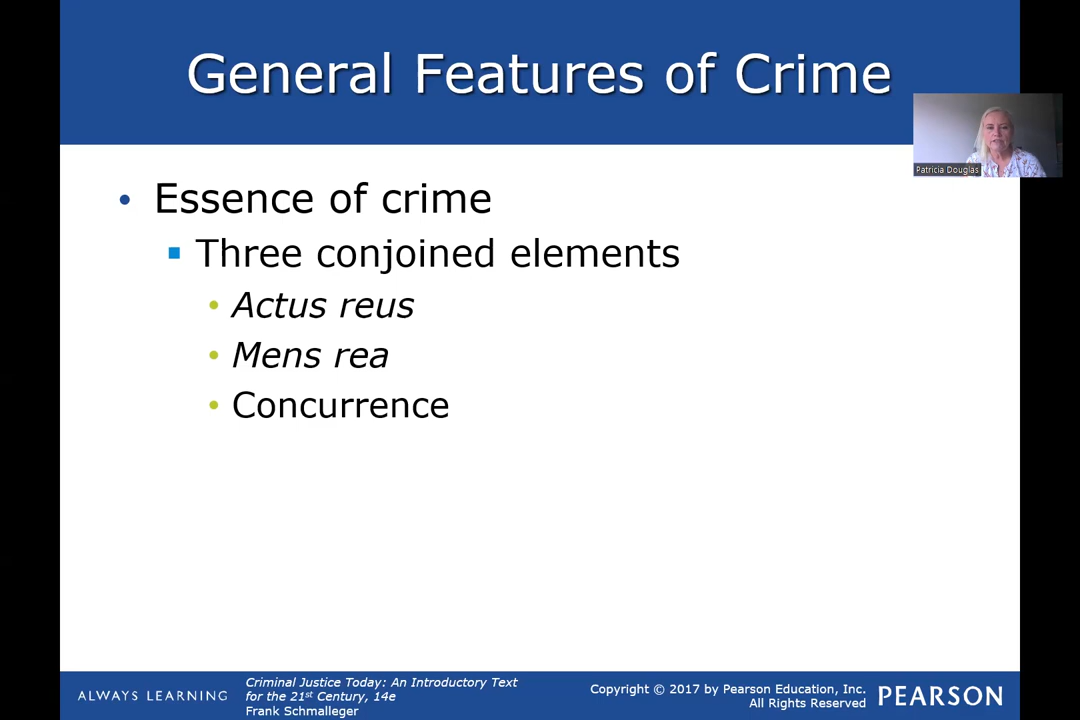 General Features of Crime
Patricia Douglas
• Essence of crime
▪ Three conjoined elements
• Actus reus
• Mens rea
• Concurrence
ALWAYS LEARNING
Criminal Justice Today: An Introductory Text
for the 21st Century, 14e
Frank Schmalleger
Copyright © 2017 by Pearson Education, Inc.
All Rights Reserved
PEARSON